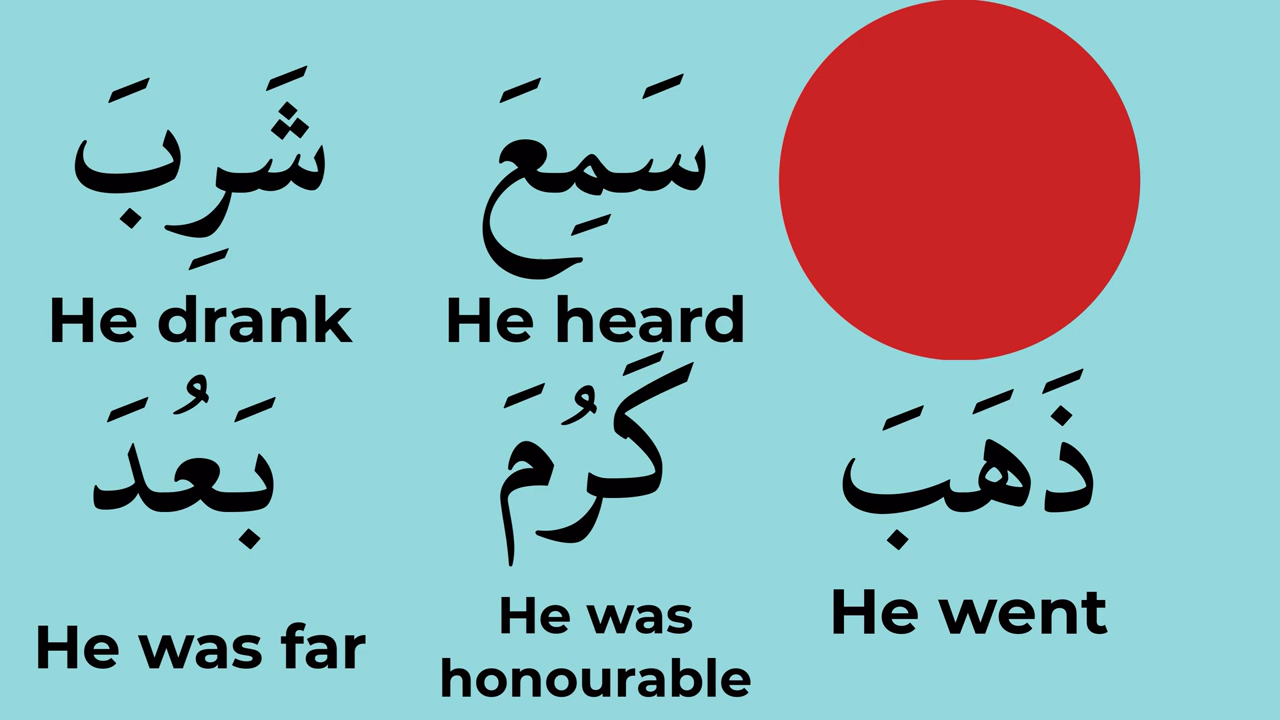 شَرِبَ
سَمِعَ
He drank
He heard
بَعُدَ
كَرُمَ
ذَهَبَ
He was far
He was
honourable
He went